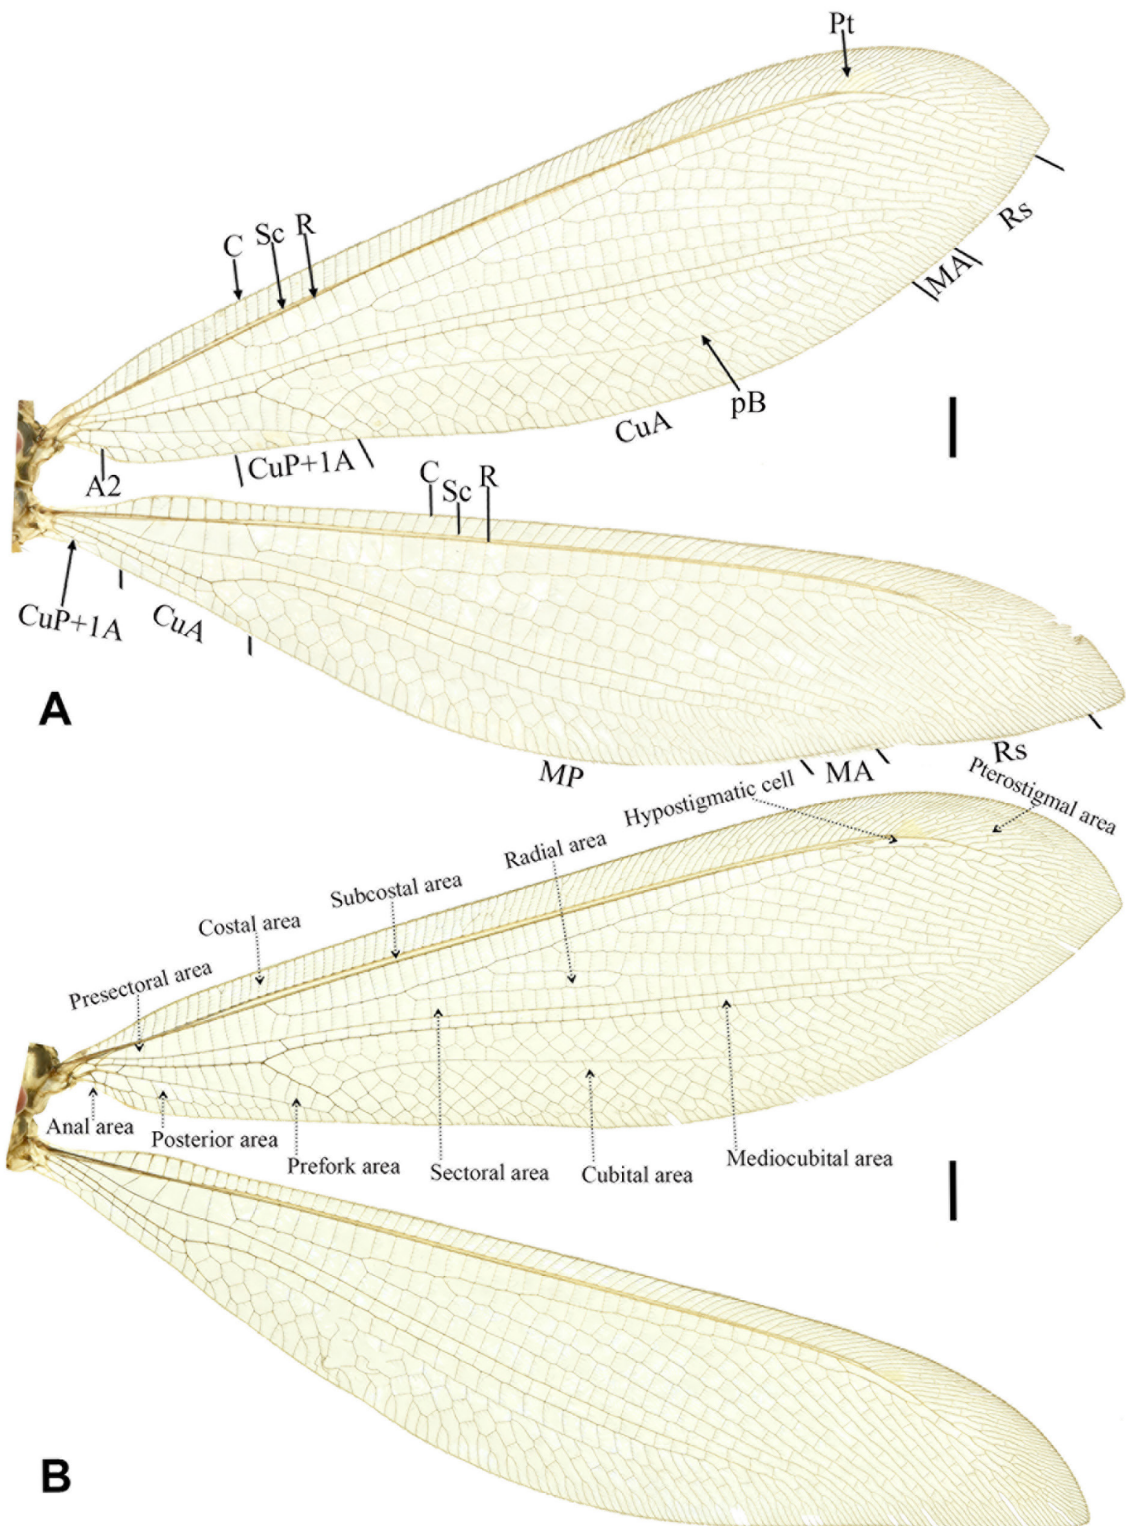 Pt
C Sc R
Rs
MA
pB
CuA
CuP+1A
A2
C Sc R
CuP+1A
CuA
A
MP
MA
Rs
Hypostigmatic cell
Pterostigmal area
Radial area
Subcostal area
Costal area
Presectoral area
Anal area
Posterior area
Prefork area
Sectoral area
Cubital area
Mediocubital area
B